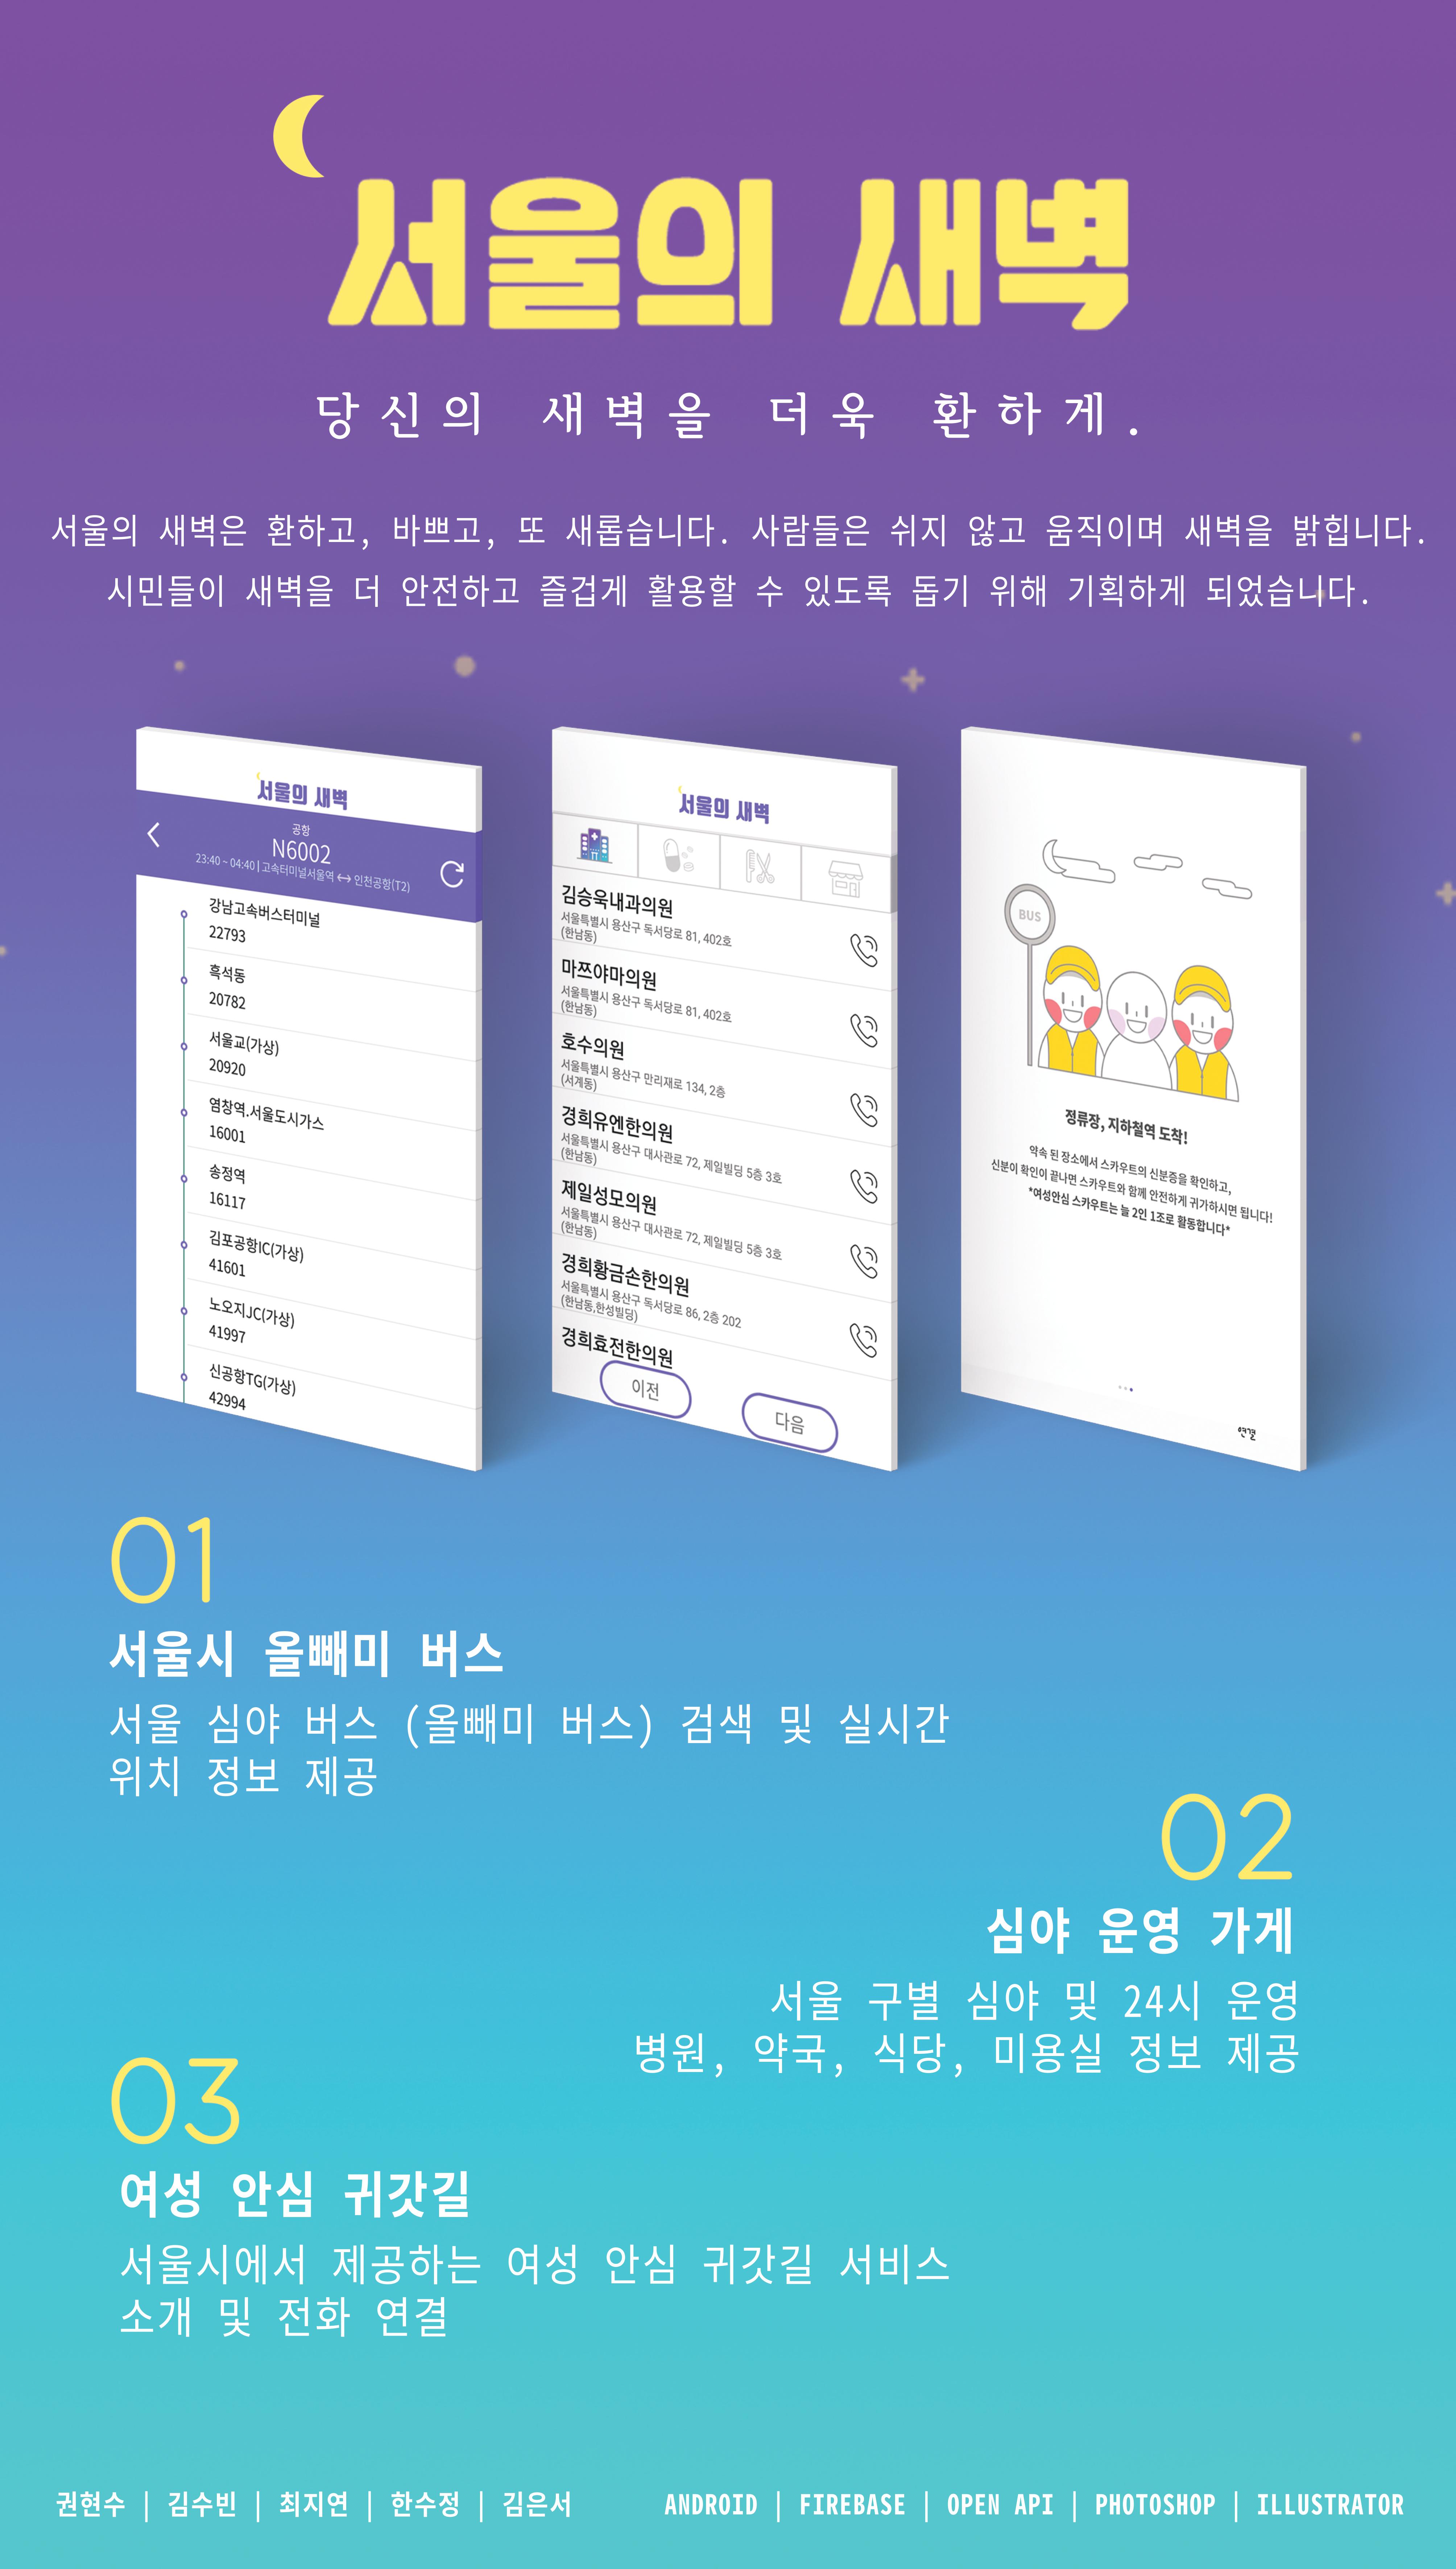 서울의 새벽
당신의 새벽을 더욱 환하게.
서울의 새벽은 환하고, 바쁘고, 또 새롭습니다. 사람들은 쉬지 않고 움직이며 새벽을 밝힙니다.
시민들이 새벽을 더 안전하고 즐겁게 활용할 수 있도록 돕기 위해 기획하게 되었습니다.
서울의 새벽
공항
N6002
23:40 ~ 04:40 | 고속터미널서울역 ↔ 인천공항(T2)
강남고속버스터미널
22793
흑석동
20782
서울교(가상)
20920
염창역.서울도시가스
16001
송정역
16117
김포공항IC(가상)
41601
노오지JC(가상)
41997
신공항TG(가상)
42994
서울의 새벽
김승욱내과의원
서울특별시 용산구 독서당로 81, 402호
(한남동)
마쯔야마의원
서울특별시 용산구 독서당로 81, 402호
(한남동)
호수의원
서울특별시 용산구 만리재로 134, 2층
(서계동)
경희유엔한의원
서울특별시 용산구 대사관로 72, 제일빌딩 5층 3호
(한남동)
제일성모의원
서울특별시 용산구 대사관로 72, 제일빌딩 5층 3호
(한남동)
경희황금손한의원
서울특별시 용산구 독서당로 86, 2층 202
(한남동,한성빌딩)
경희효전한의원
이전
다음
BUS
정류장, 지하철역 도착!
약속 된 장소에서 스카우트의 신분증을 확인하고,
신분이 확인이 끝나면 스카우트와 함께 안전하게 귀가하시면 됩니다!
*여성안심 스카우트는 늘 2인 1조로 활동합니다*
연결
01
서울시 올빼미 버스
서울 심야 버스 (올빼미 버스) 검색 및 실시간
위치 정보 제공
02
심야 운영 가게
서울 구별 심야 및 24시 운영
병원, 약국, 식당, 미용실 정보 제공
03
여성 안심 귀갓길
서울시에서 제공하는 여성 안심 귀갓길 서비스
소개 및 전화 연결
권현수 | 김수빈 | 최지연 | 한수정 | 김은서
ANDROID | FIREBASE | OPEN API | PHOTOSHOP | ILLUSTRATOR